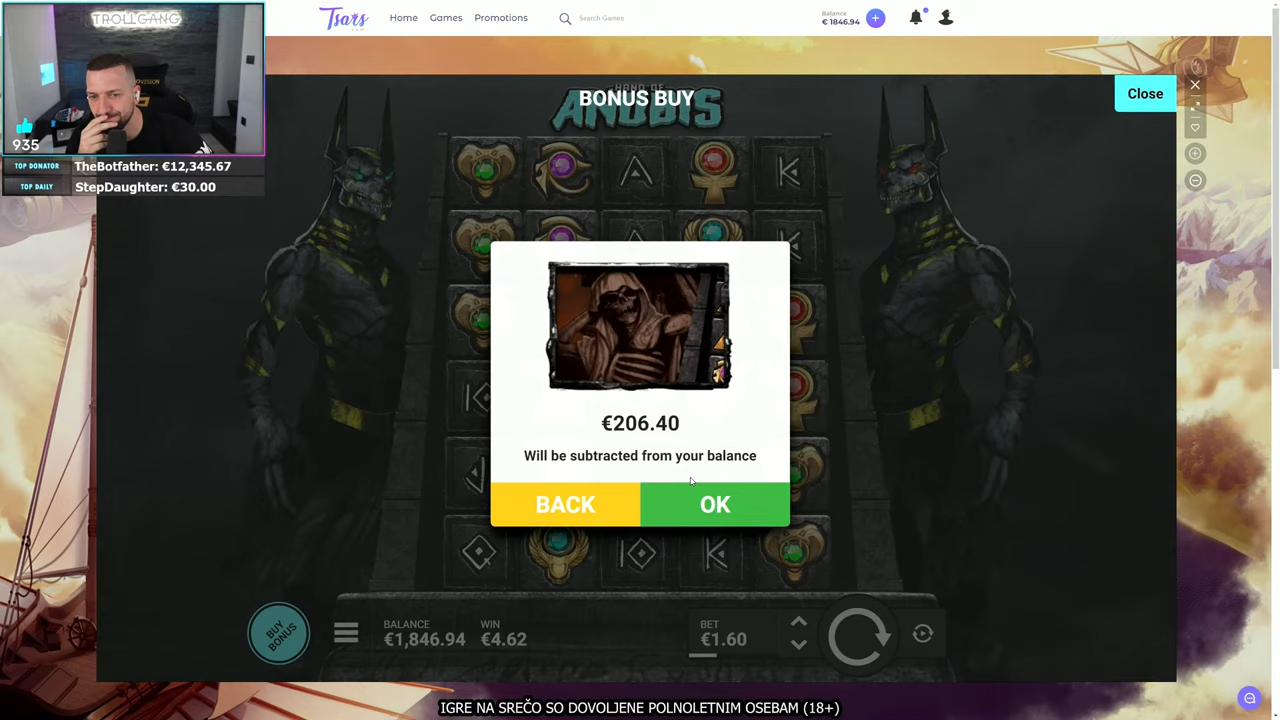 TROLLGANG
935
TOP DONATOR TheBotfather: €12,345.67
TOP DAILY StepDaughter: €30.00
Tsars
Home Games Promotions Search Games
Balance
€ 1846.94
Close
HAND OF
ANUBIS
BONUS BUY
€206.40
Will be subtracted from your balance
BACK OK
BUY
BONUS
BALANCE
€1,846.94
WIN
€4.62
BET
€1.60
IGRE NA SREČO SO DOVOLJENE POLNOLETNIM OSEBAM (18+)